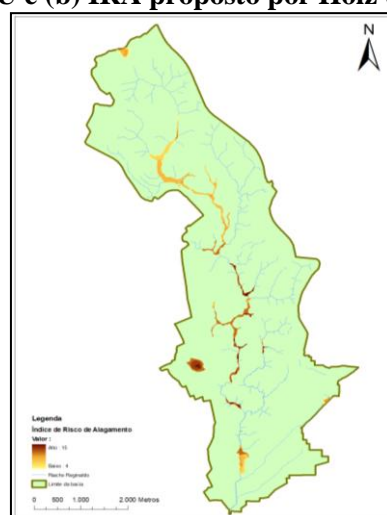 C e (b) IRA proposto por Holz
N
Legenda
Índice de Risco de Alagamento
Valor :
Alto : 15
Baixo : 4
Riacho Reginaldo
Limite da bacia
0 500 1.000 2.000 Metros